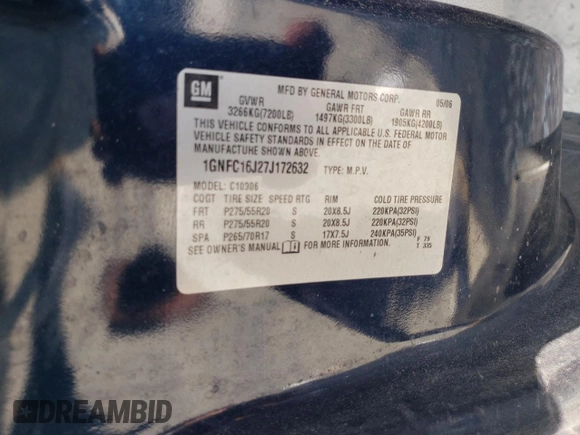 GM
MFD BY GENERAL MOTORS CORP. 05/06
GVWR GAWR FRT GAWR RR
3266KG(7200LB) 1497KG(3300LB) 1905KG(4200LB)
THIS VEHICLE CONFORMS TO ALL APPLICABLE U.S. FEDERAL MOTOR
VEHICLE SAFETY STANDARDS IN EFFECT ON THE DATE OF
MANUFACTURE SHOWN ABOVE.
1GNFC16J27J172632 TYPE: M.P.V.
MODEL: C10906
COGT TIRE SIZE SPEED RTG RIM COLD TIRE PRESSURE
FRT P275/55R20 S 20X8.5J 220KPA(32PSI)
RR P275/55R20 S 20X8.5J 220KPA(32PSI)
SPA P265/70R17 S 17X7.5J 240KPA(35PSI)
SEE OWNER'S MANUAL FOR MORE INFORMATION. F 79
T 335
DREAMBID